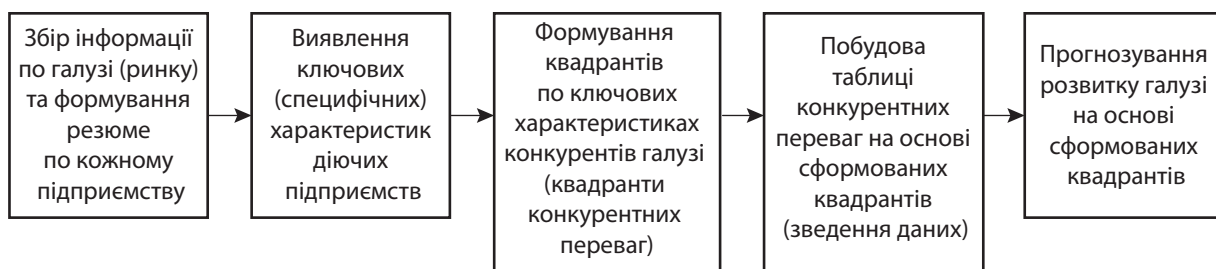 Збір інформації
по галузі (ринку)
та формування
резюме
по кожному
підприємству
Виявлення
ключових
(специфічних)
характеристик
діючих
підприємств
Формування
квадрантів
по ключових
характеристиках
конкурентів галузі
(квадранти
конкурентних
переваг)
Побудова
таблиці
конкурентних
переваг на основі
сформованих
квадрантів
(зведення даних)
Прогнозування
розвитку галузі
на основі
сформованих
квадрантів